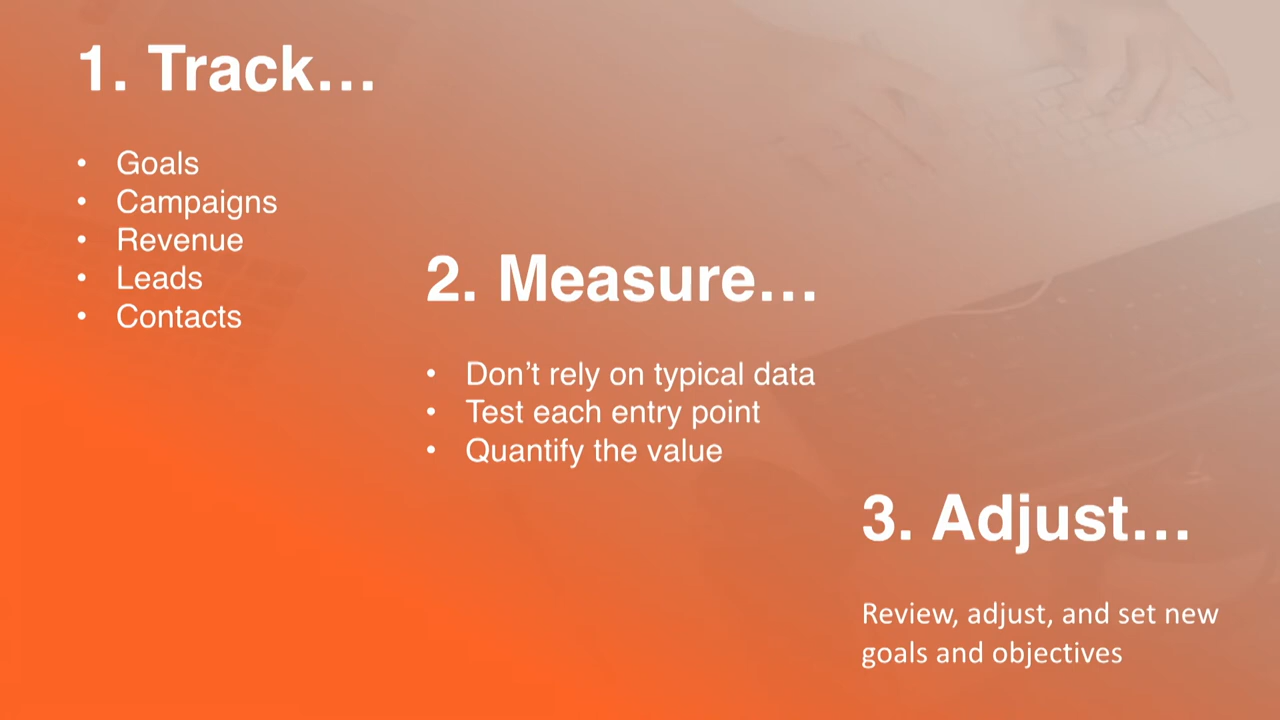 1. Track…
• Goals
• Campaigns
• Revenue
• Leads
• Contacts
2. Measure…
• Don’t rely on typical data
• Test each entry point
• Quantify the value
3. Adjust…
Review, adjust, and set new
goals and objectives